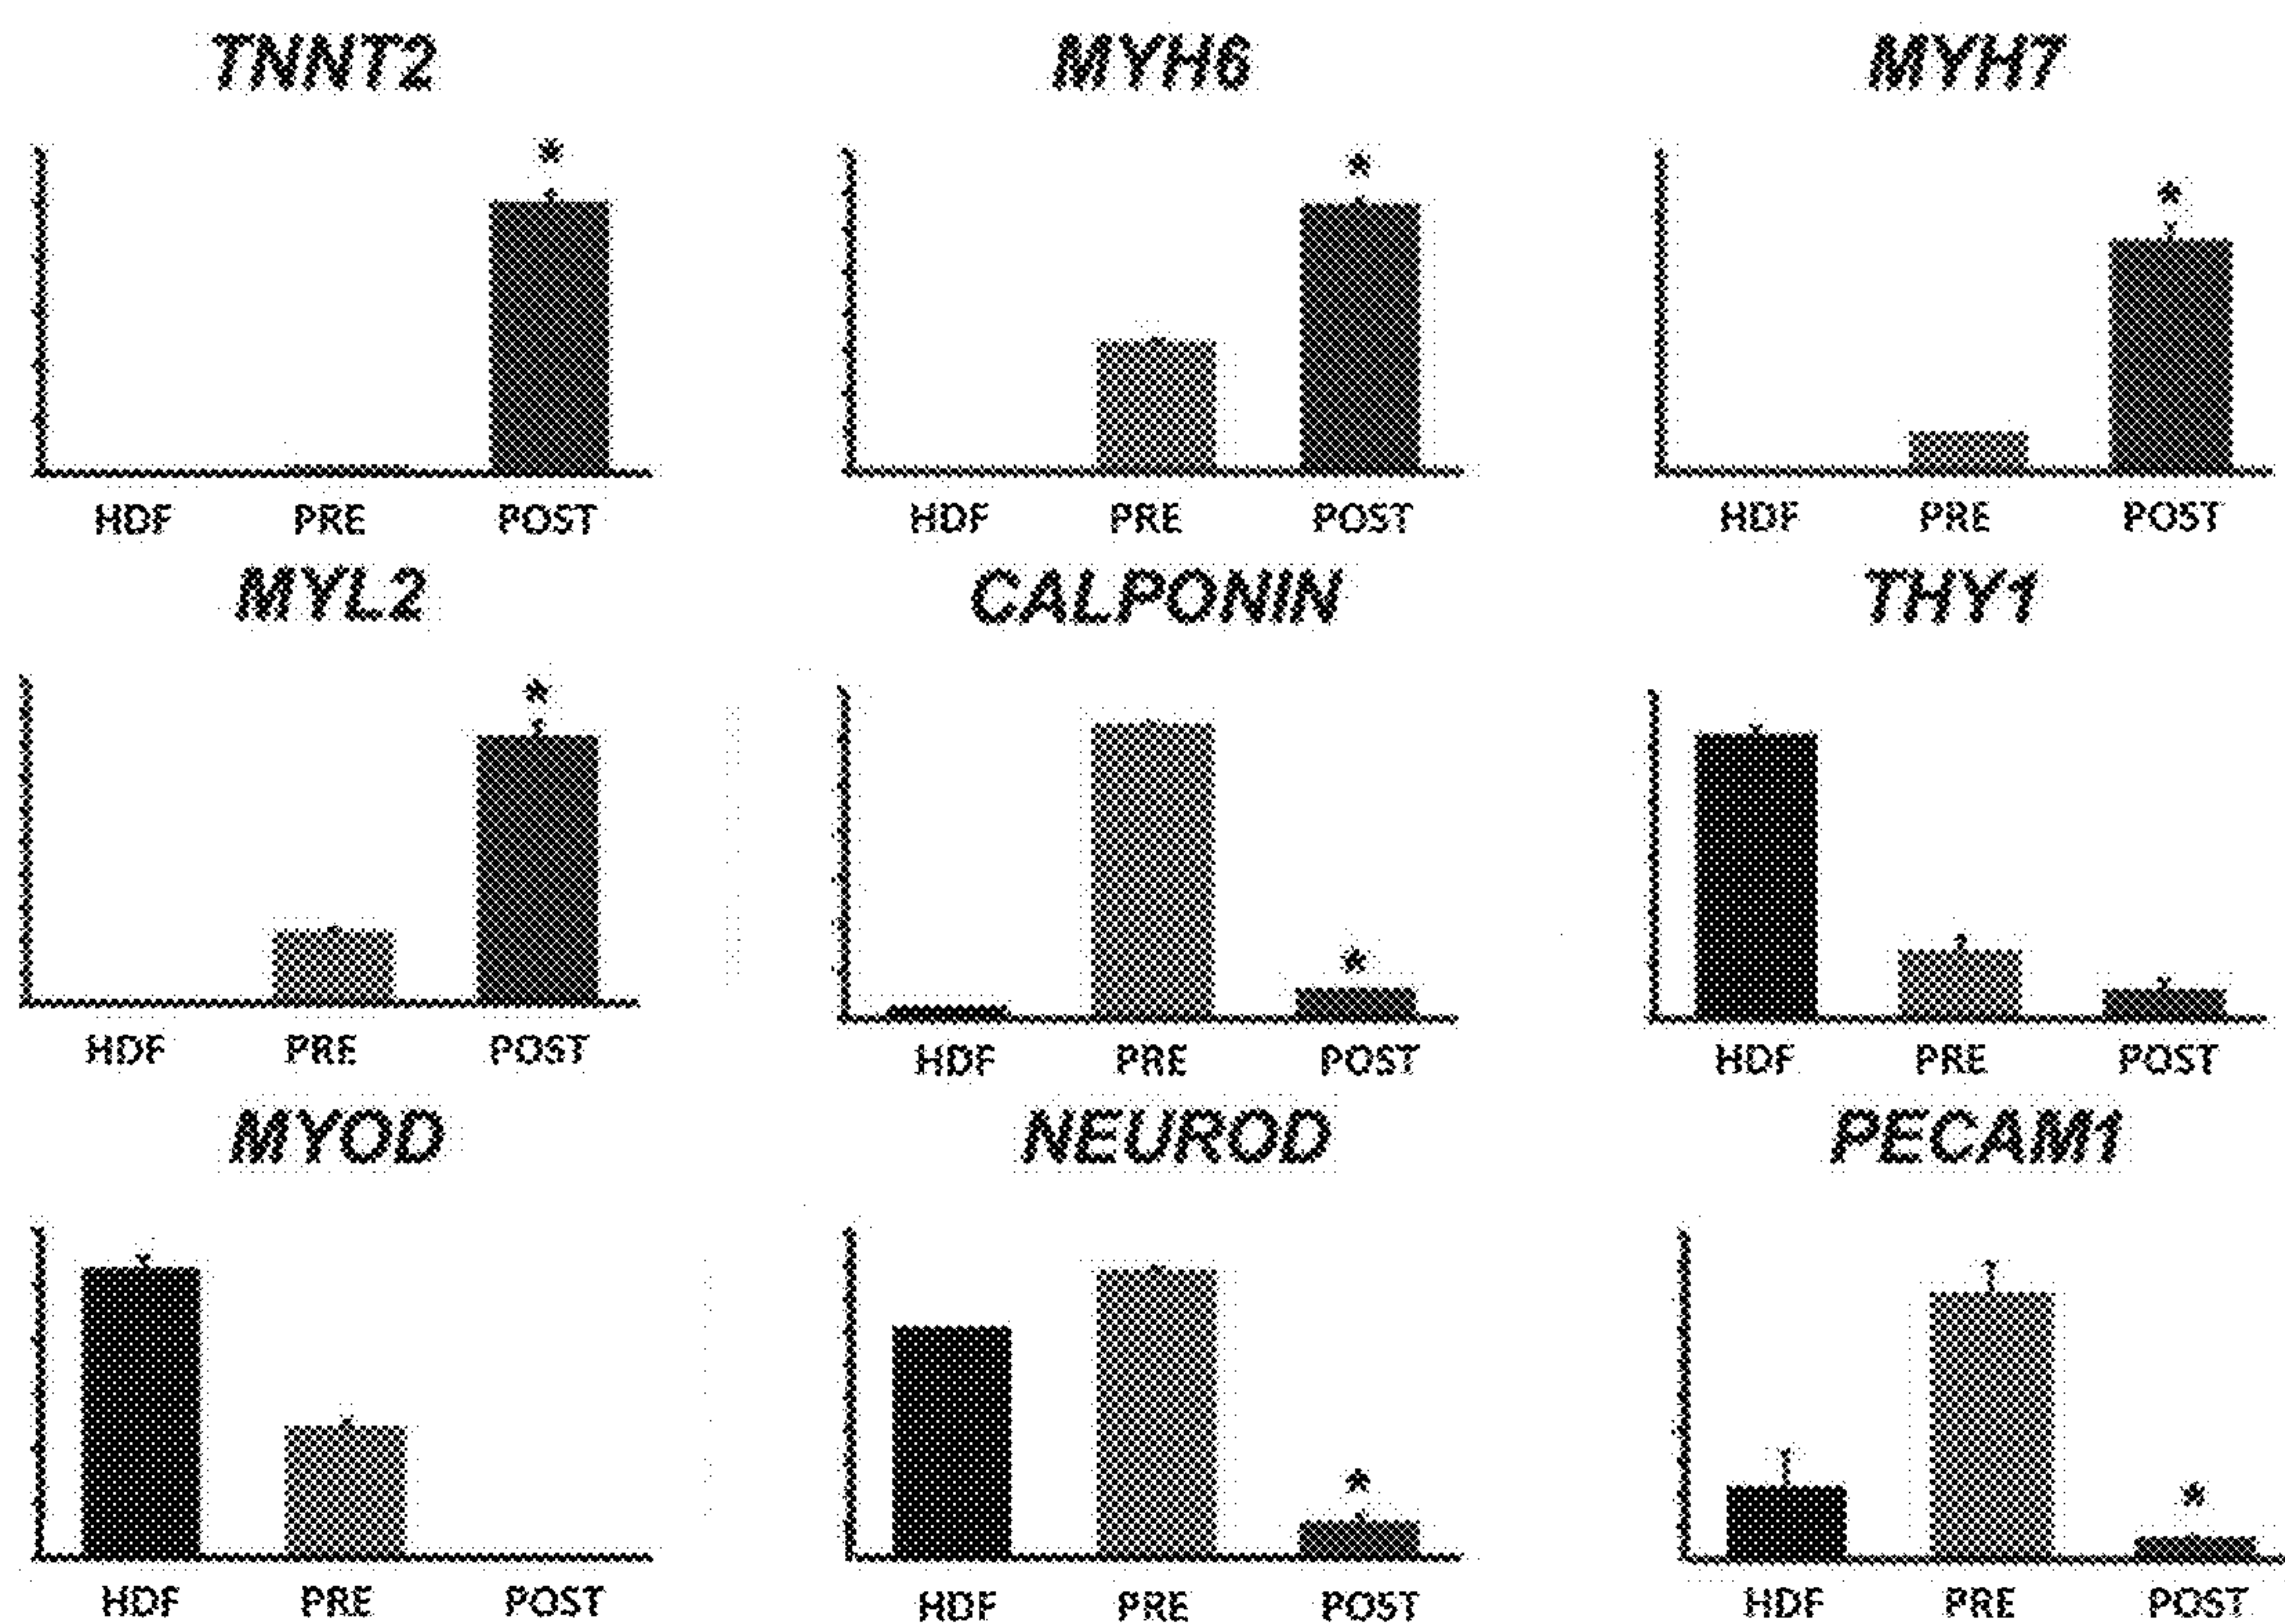 TNNT2 MYH6 MYH7
* * *
HDF PRE POST HDF PRE POST HDF PRE POST
MYL2 CALPONIN THY1
* *
HDF PRE POST HDF PRE POST HDF PRE POST
MYOD NEUROD PECAM1
* *
HDF PRE POST HDF PRE POST HDF PRE POST